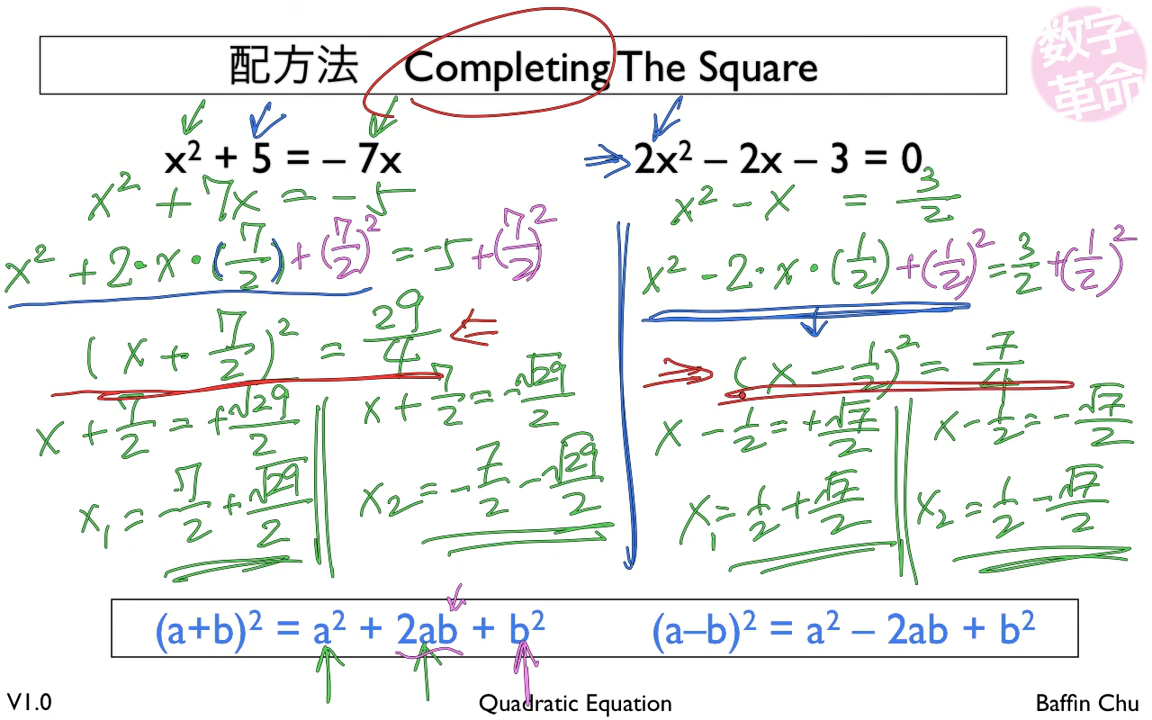 数字
革命
配方法 Completing The Square
x² + 5 = – 7x
x² + 7x = -5
x² + 2·x·(7/2) + (7/2)² = -5 + (7/2)²
(x + 7/2)² = 29/4
x + 7/2 = +√29/2
x₁ = 7/2 + √29/2
x + 7/2 = -√29/2
x₂ = -7/2 - √29/2
2x² – 2x – 3 = 0
x² - x = 3/2
x² - 2·x·(1/2) + (1/2)² = 3/2 + (1/2)²
(x - 1/2)² = 7/4
x - 1/2 = +√7/2
x₁ = 1/2 + √7/2
x - 1/2 = -√7/2
x₂ = 1/2 - √7/2
(a+b)² = a² + 2ab + b² (a–b)² = a² – 2ab + b²
V1.0 Quadratic Equation Baffin Chu